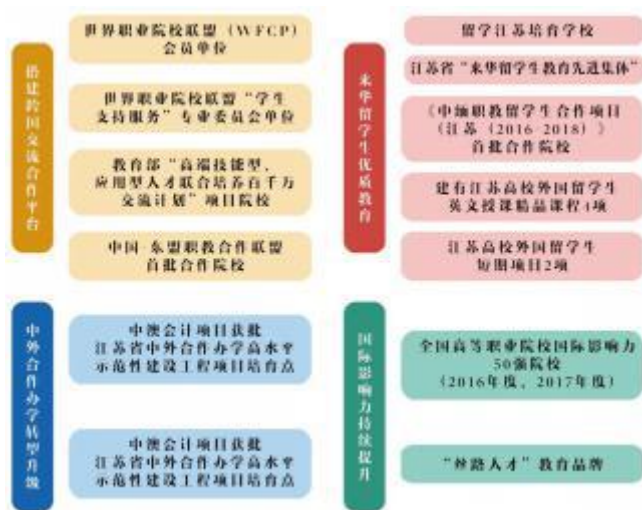 搭建跨国交流合作平台
世界职业院校联盟（WFCP）
会员单位
世界职业院校联盟“学生
支持服务”专业委员会单位
教育部“高端技能型、
应用型人才联合培养百千万
交流计划”项目院校
中国-东盟职教合作联盟
首批合作院校
来华留学生优质教育
留学江苏培育学校
江苏省“来华留学生教育先进集体”
《中缅职教留学生合作项目
（江苏（2016-2018）》
首批合作院校
建有江苏高校外国留学生
英文授课精品课程4项
江苏高校外国留学生
短期项目2项
中外合作办学转型升级
中澳会计项目获批
江苏省中外合作办学高水平
示范性建设工程项目培育点
中澳会计项目获批
江苏省中外合作办学高水平
示范性建设工程项目培育点
国际影响力持续提升
全国高等职业院校国际影响力
50强院校
（2016年度、2017年度）
“丝路人才”教育品牌